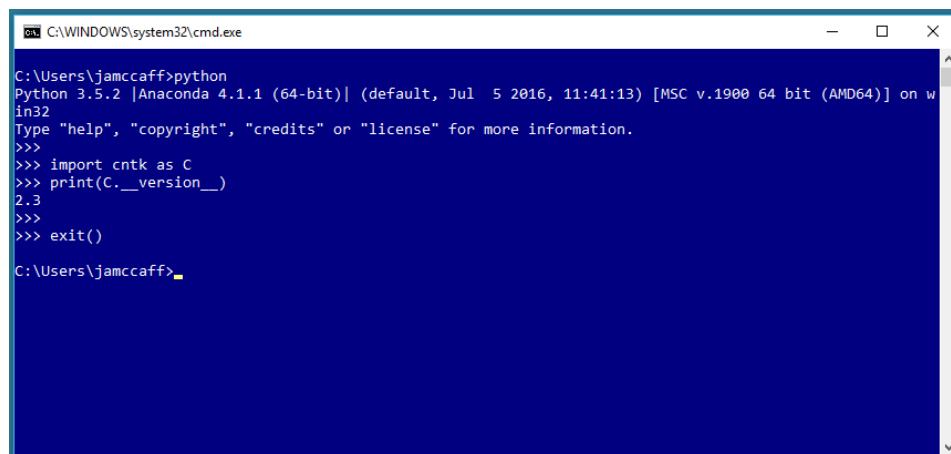 C:\WINDOWS\system32\cmd.exe
C:\Users\jamccaff>python
Python 3.5.2 |Anaconda 4.1.1 (64-bit)| (default, Jul  5 2016, 11:41:13) [MSC v.1900 64 bit (AMD64)] on w
in32
Type "help", "copyright", "credits" or "license" for more information.
>>>
>>> import cntk as C
>>> print(C.__version__)
2.3
>>>
>>> exit()
C:\Users\jamccaff>